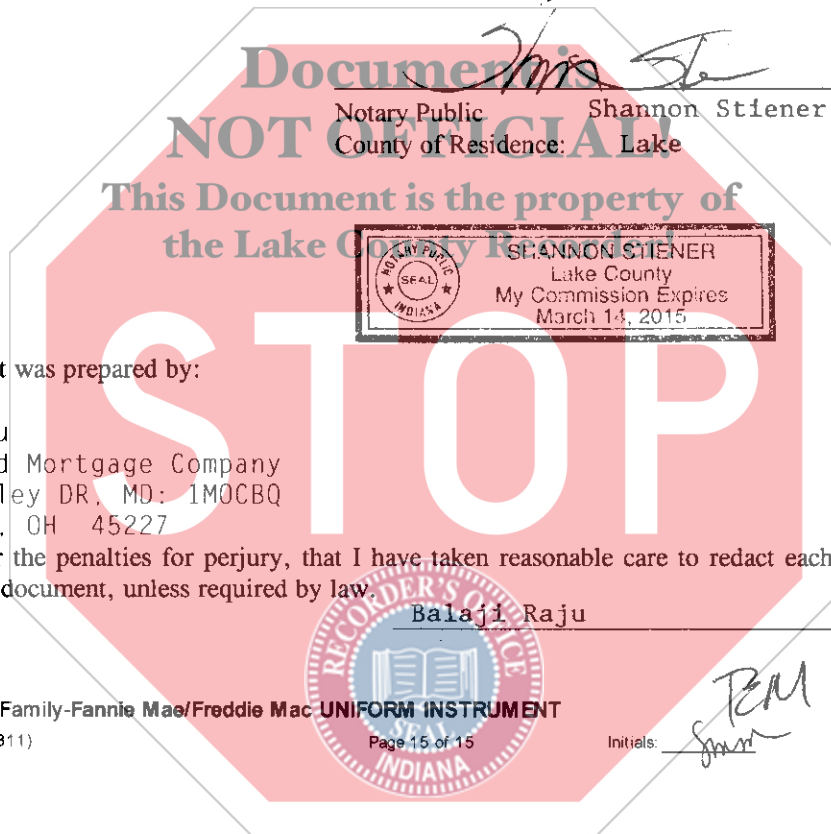 Document is
NOT OFFICIAL!
This Document is the property of
the Lake County Recorder!
STOP
Notary Public Shannon Stiener
County of Residence: Lake
NOTARY PUBLIC
SEAL
INDIANA
SHANNON STIENER
Lake County
My Commission Expires
March 14, 2015
t was prepared by:
u
d Mortgage Company
ley DR, MD: 1MOCBQ
, OH 45227
r the penalties for perjury, that I have taken reasonable care to redact each
document, unless required by law.
Balaji Raju
RECORDER'S OFFICE
SEAL
INDIANA
Family-Fannie Mae/Freddie Mac UNIFORM INSTRUMENT
311)
Page 15 of 15
Initials: